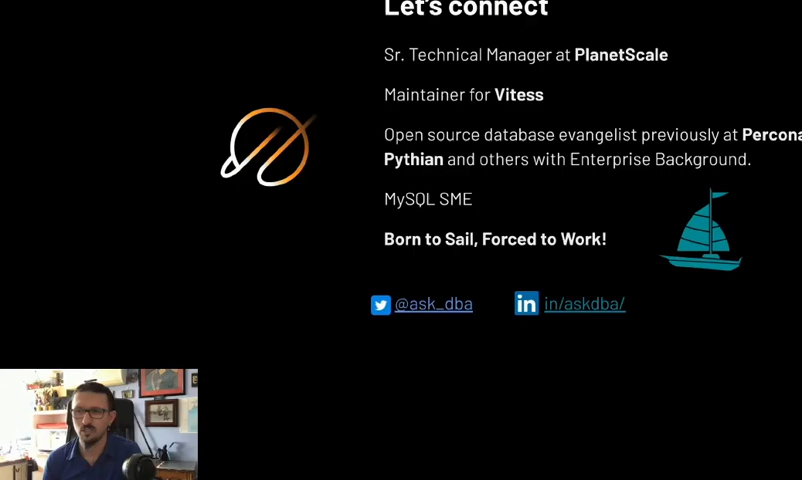 Let's connect
Sr. Technical Manager at PlanetScale
Maintainer for Vitess
Open source database evangelist previously at Percona
Pythian and others with Enterprise Background.
MySQL SME
Born to Sail, Forced to Work!
@ask_dba
in/askdba/